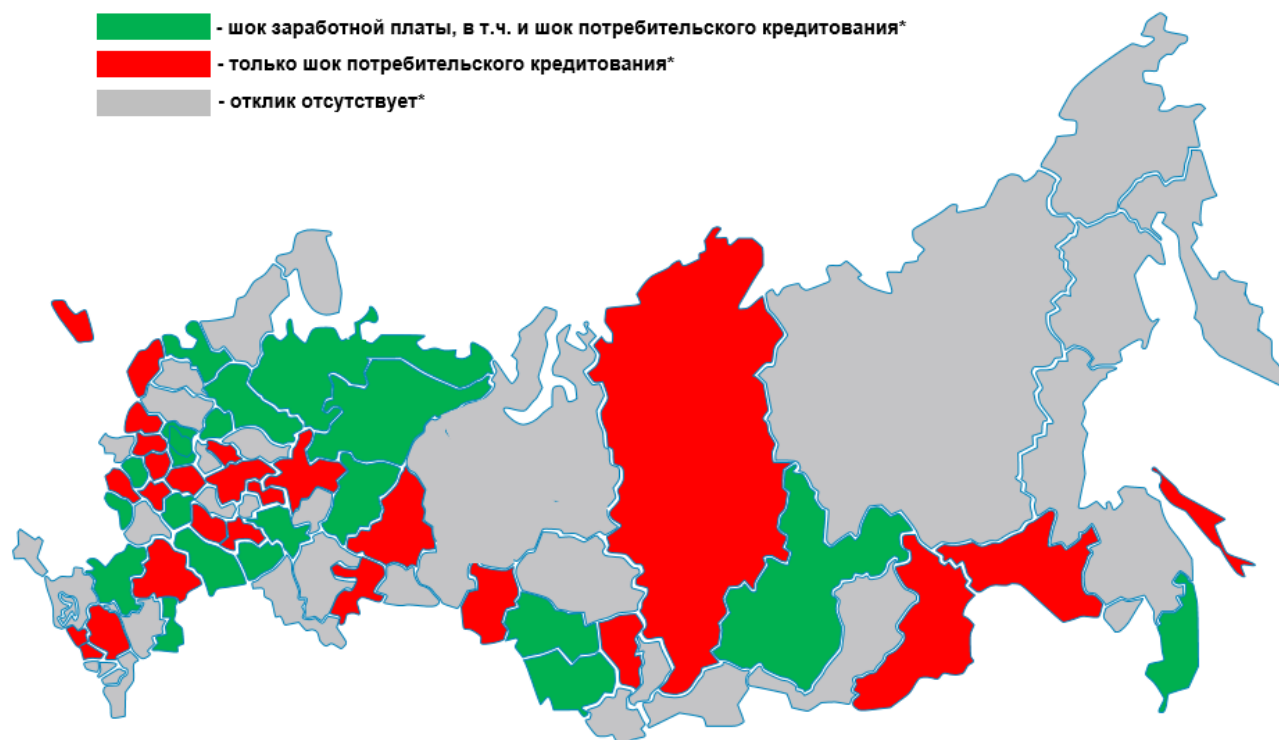 - шок заработной платы, в т.ч. и шок потребительского кредитования*
- только шок потребительского кредитования*
- отклик отсутствует*